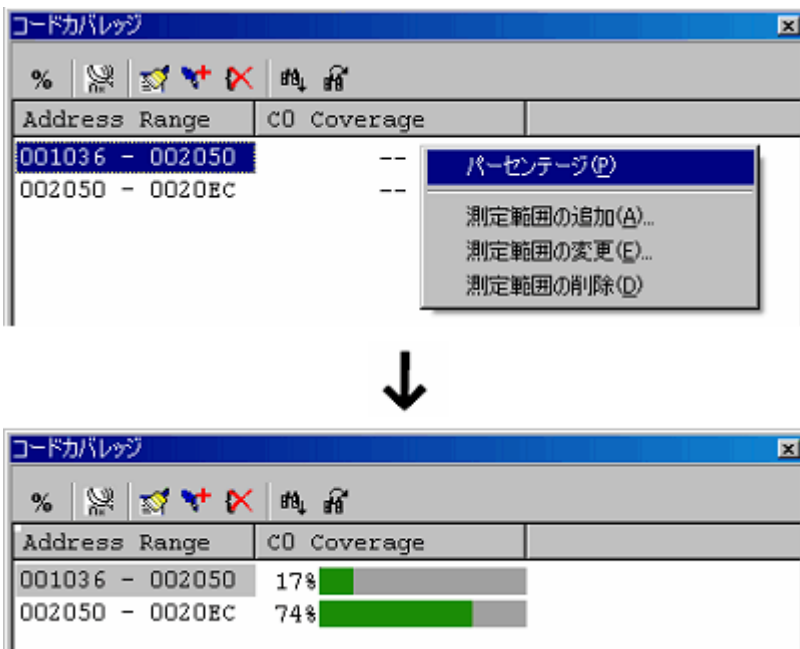 コードカバレッジ
%
Address Range C0 Coverage
001036 - 002050 --
002050 - 0020EC --
パーセンテージ(P)
測定範囲の追加(A)...
測定範囲の変更(E)...
測定範囲の削除(D)
コードカバレッジ
%
Address Range C0 Coverage
001036 - 002050 17%
002050 - 0020EC 74%